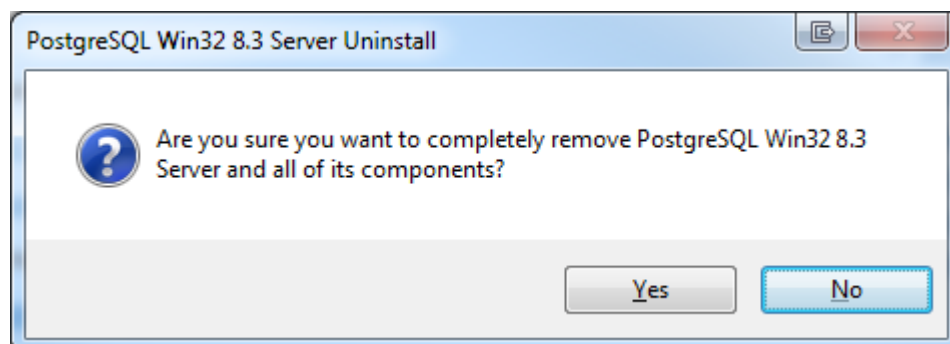 PostgreSQL Win32 8.3 Server Uninstall
Are you sure you want to completely remove PostgreSQL Win32 8.3
Server and all of its components?
Yes
No